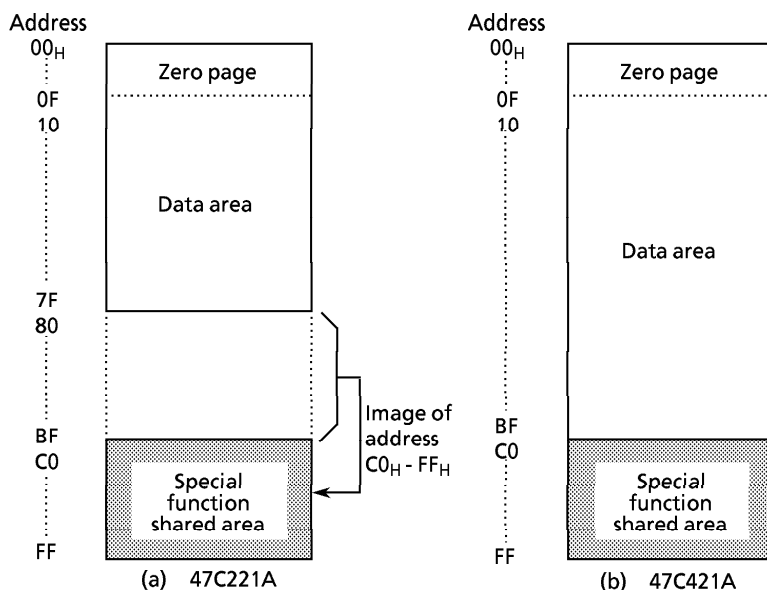 Address
00H
Zero page
0F
10
Data area
7F
80
Image of
address
C0H - FFH
BF
C0
Special
function
shared area
FF
(a) 47C221A
Address
00H
Zero page
0F
10
Data area
BF
C0
Special
function
shared area
FF
(b) 47C421A